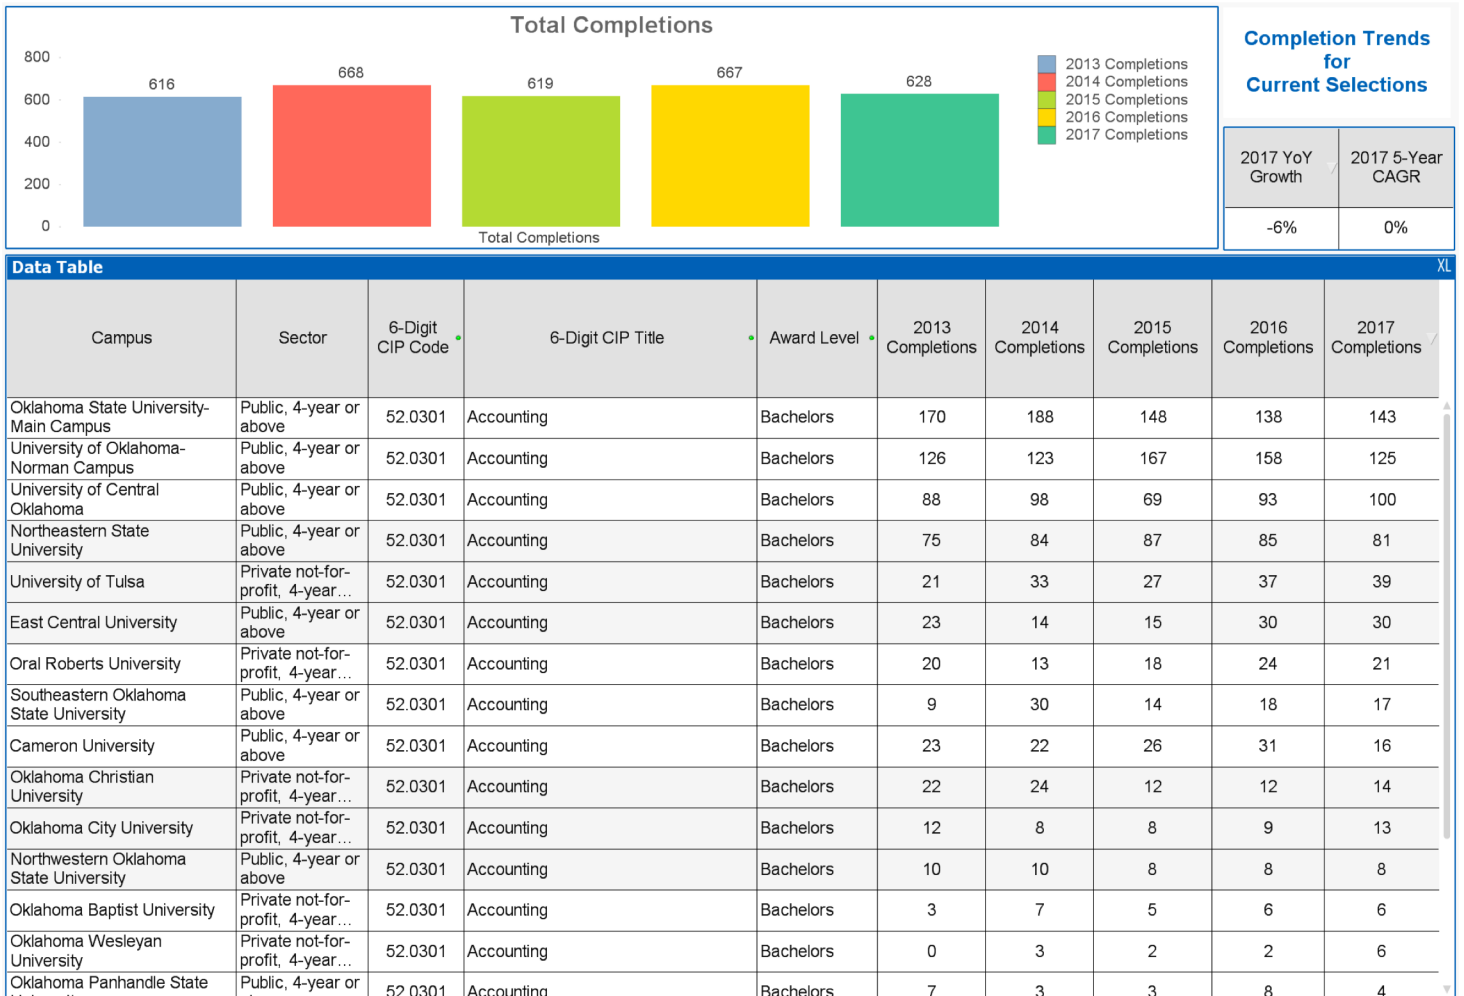 Total Completions
800
600
400
200
0
616
668
619
667
628
Total Completions
2013 Completions
2014 Completions
2015 Completions
2016 Completions
2017 Completions
Completion Trends
for
Current Selections
2017 YoY
Growth
2017 5-Year
CAGR
-6%
0%
Data Table
XL
Campus
Sector
6-Digit
CIP Code
6-Digit CIP Title
Award Level
2013
Completions
2014
Completions
2015
Completions
2016
Completions
2017
Completions
Oklahoma State University-
Main Campus
Public, 4-year or
above
52.0301 Accounting Bachelors 170 188 148 138 143
University of Oklahoma-
Norman Campus
Public, 4-year or
above
52.0301 Accounting Bachelors 126 123 167 158 125
University of Central
Oklahoma
Public, 4-year or
above
52.0301 Accounting Bachelors 88 98 69 93 100
Northeastern State
University
Public, 4-year or
above
52.0301 Accounting Bachelors 75 84 87 85 81
University of Tulsa
Private not-for-
profit, 4-year...
52.0301 Accounting Bachelors 21 33 27 37 39
East Central University
Public, 4-year or
above
52.0301 Accounting Bachelors 23 14 15 30 30
Oral Roberts University
Private not-for-
profit, 4-year...
52.0301 Accounting Bachelors 20 13 18 24 21
Southeastern Oklahoma
State University
Public, 4-year or
above
52.0301 Accounting Bachelors 9 30 14 18 17
Cameron University
Public, 4-year or
above
52.0301 Accounting Bachelors 23 22 26 31 16
Oklahoma Christian
University
Private not-for-
profit, 4-year...
52.0301 Accounting Bachelors 22 24 12 12 14
Oklahoma City University
Private not-for-
profit, 4-year...
52.0301 Accounting Bachelors 12 8 8 9 13
Northwestern Oklahoma
State University
Public, 4-year or
above
52.0301 Accounting Bachelors 10 10 8 8 8
Oklahoma Baptist University
Private not-for-
profit, 4-year...
52.0301 Accounting Bachelors 3 7 5 6 6
Oklahoma Wesleyan
University
Private not-for-
profit, 4-year...
52.0301 Accounting Bachelors 0 3 2 2 6
Oklahoma Panhandle State
Public, 4-year or
52.0301 Accounting Bachelors 7 3 3 8 4